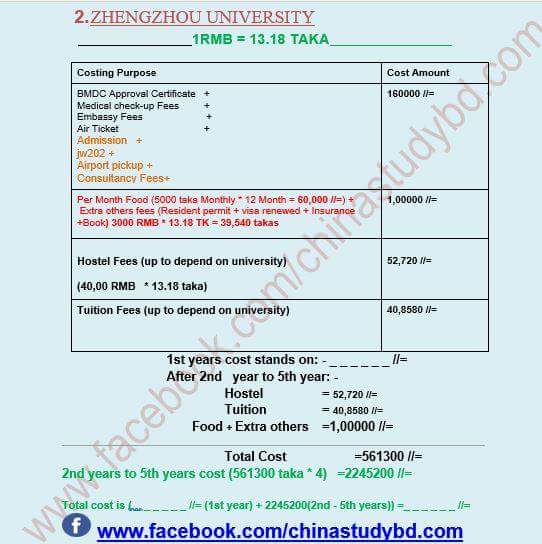 2.ZHENGZHOU UNIVERSITY
1RMB = 13.18 TAKA
Costing Purpose Cost Amount
BMDC Approval Certificate + 160000 //=
Medical check-up Fees +
Embassy Fees +
Air Ticket +
Admission +
jw202 +
Airport pickup +
Consultancy Fees+
Per Month Food (5000 taka Monthly * 12 Month = 60,000 //=) + 1,00000 //=
Extra others fees (Resident permit + visa renewed + Insurance
+Book) 3000 RMB * 13.18 TK = 39,540 takas
Hostel Fees (up to depend on university) 52,720 //=
(40,00 RMB * 13.18 taka)
Tuition Fees (up to depend on university) 40,8580 //=
1st years cost stands on: - _ _ _ _ _ _ //=
After 2nd year to 5th year: -
Hostel = 52,720 //=
Tuition = 40,8580 //=
Food + Extra others =1,00000 //=
Total Cost =561300 //=
2nd years to 5th years cost (561300 taka * 4) =2245200 //=
Total cost is ( _ _ _ _ _ //= (1st year) + 2245200(2nd - 5th years)) =_ _ _ _ _ _ //=
www.facebook.com/chinastudybd.com
www.facebook.com/chinastudybd.com